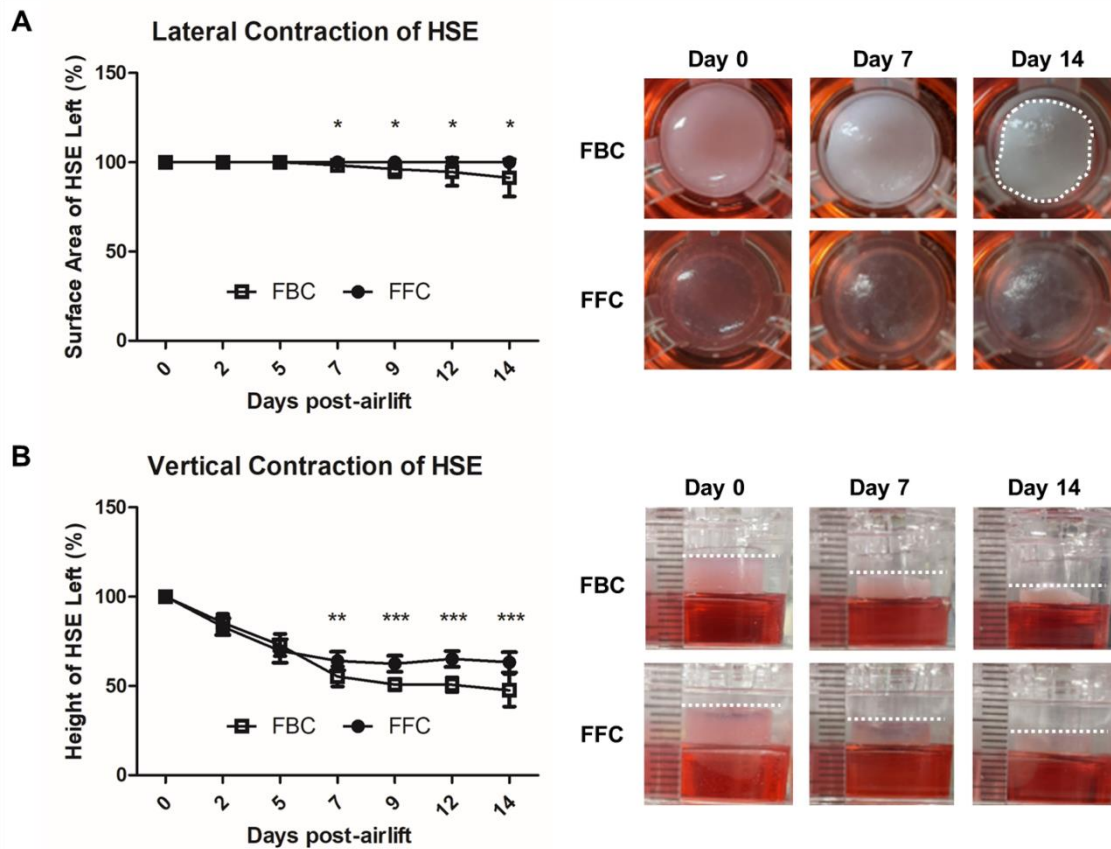 A
Lateral Contraction of HSE
Surface Area of HSE Left (%)
150
100
50
0
* * * *
FBC FFC
0 2 5 7 9 12 14
Days post-airlift
Day 0 Day 7 Day 14
FBC
FFC
B
Vertical Contraction of HSE
Height of HSE Left (%)
150
100
50
0
** *** *** ***
FBC FFC
0 2 5 7 9 12 14
Days post-airlift
Day 0 Day 7 Day 14
FBC
FFC